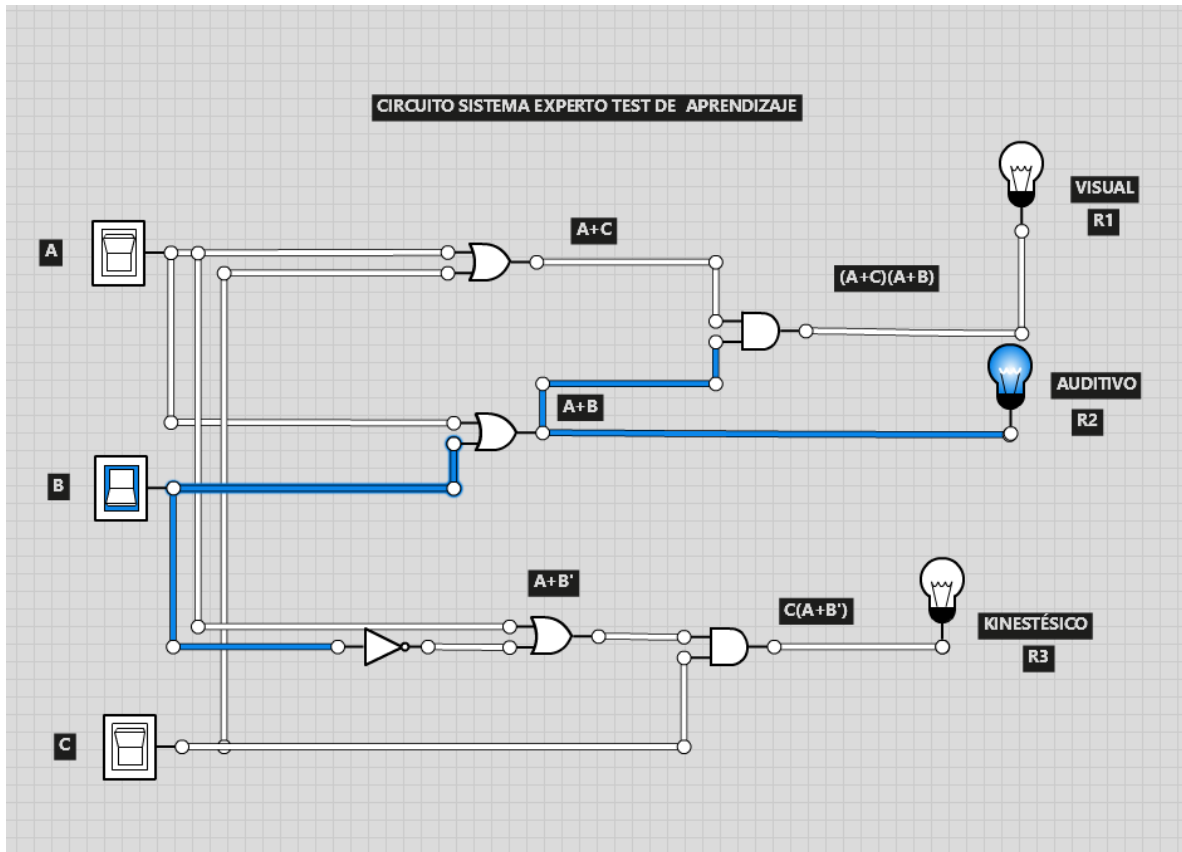 CIRCUITO SISTEMA EXPERTO TEST DE APRENDIZAJE
VISUAL
R1
A
A+C
(A+C)(A+B)
AUDITIVO
R2
A+B
B
A+B'
C(A+B')
KINESTÉSICO
R3
C